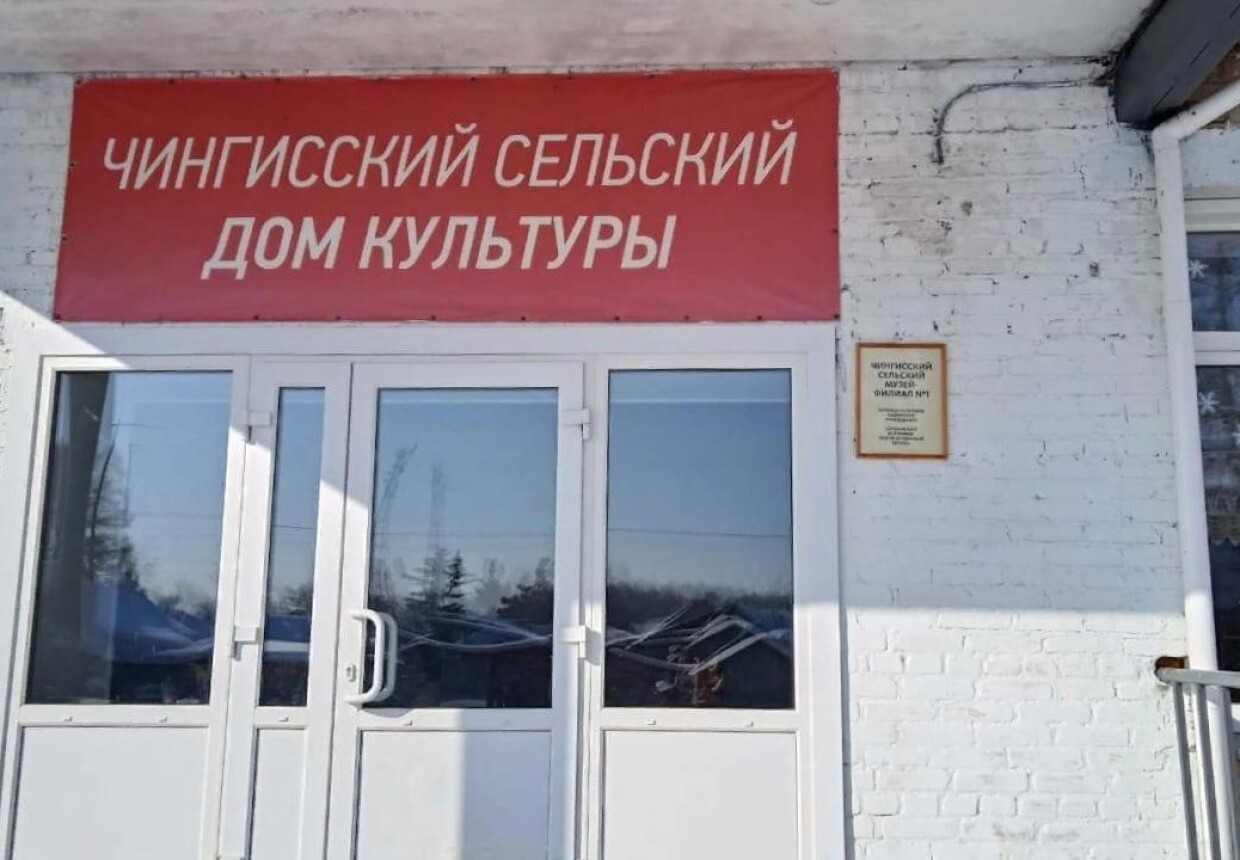 ЧИНГИССКИЙ СЕЛЬСКИЙ
ДОМ КУЛЬТУРЫ
ЧИНГИССКИЙ
СЕЛЬСКИЙ
МУЗЕЙ-
ФИЛИАЛ №1